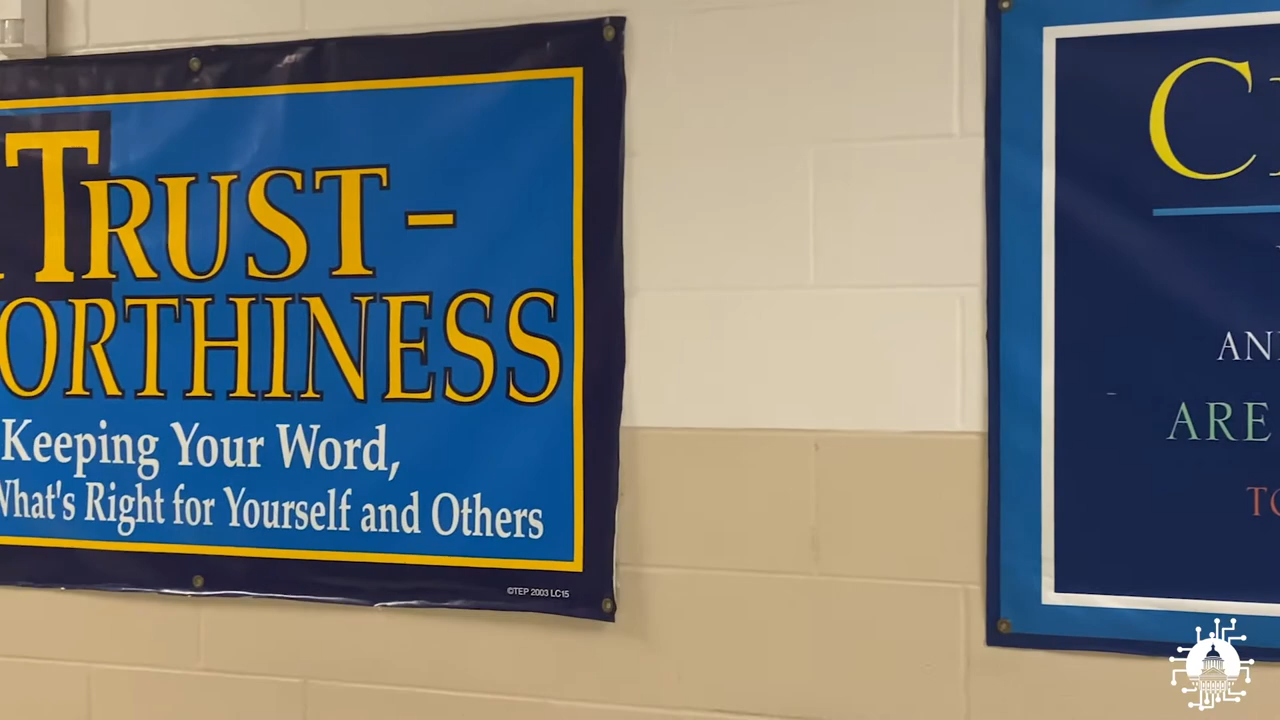 TRUST-
ORTHINESS
Keeping Your Word,
What's Right for Yourself and Others
©TEP 2003 LC15
C
AN
ARE
TO